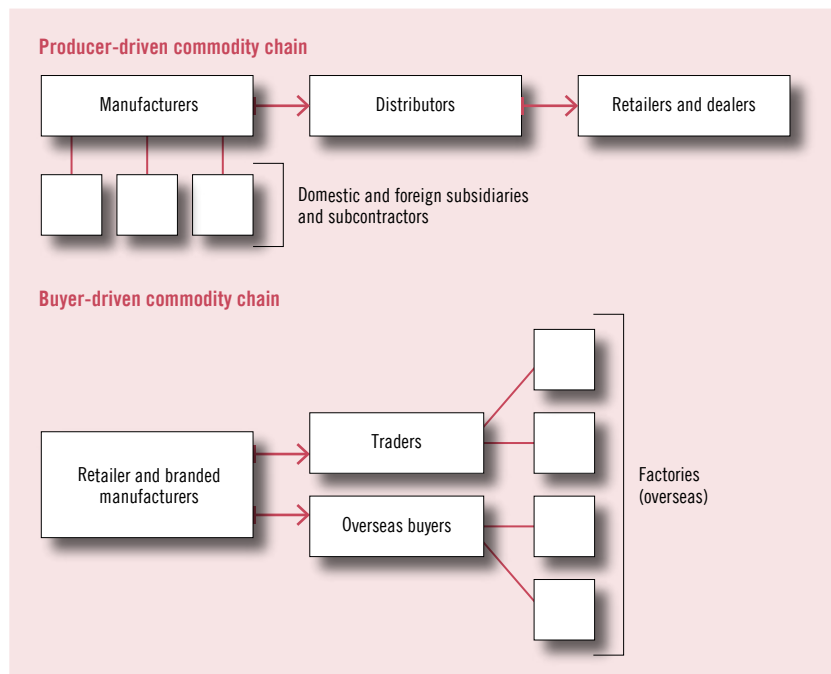 Producer-driven commodity chain
Manufacturers
Distributors
Retailers and dealers
Domestic and foreign subsidiaries
and subcontractors
Buyer-driven commodity chain
Retailer and branded
manufacturers
Traders
Overseas buyers
Factories
(overseas)